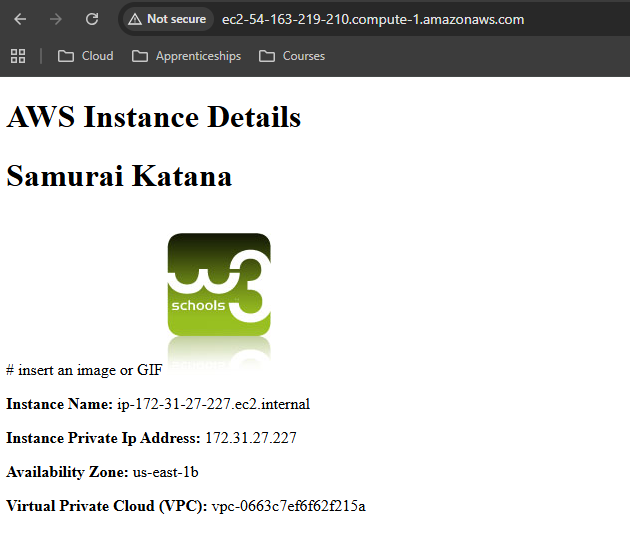 Not secure ec2-54-163-219-210.compute-1.amazonaws.com
Cloud Apprenticeships Courses
AWS Instance Details
Samurai Katana
w3
schools
# insert an image or GIF
Instance Name: ip-172-31-27-227.ec2.internal
Instance Private Ip Address: 172.31.27.227
Availability Zone: us-east-1b
Virtual Private Cloud (VPC): vpc-0663c7ef6f62f215a